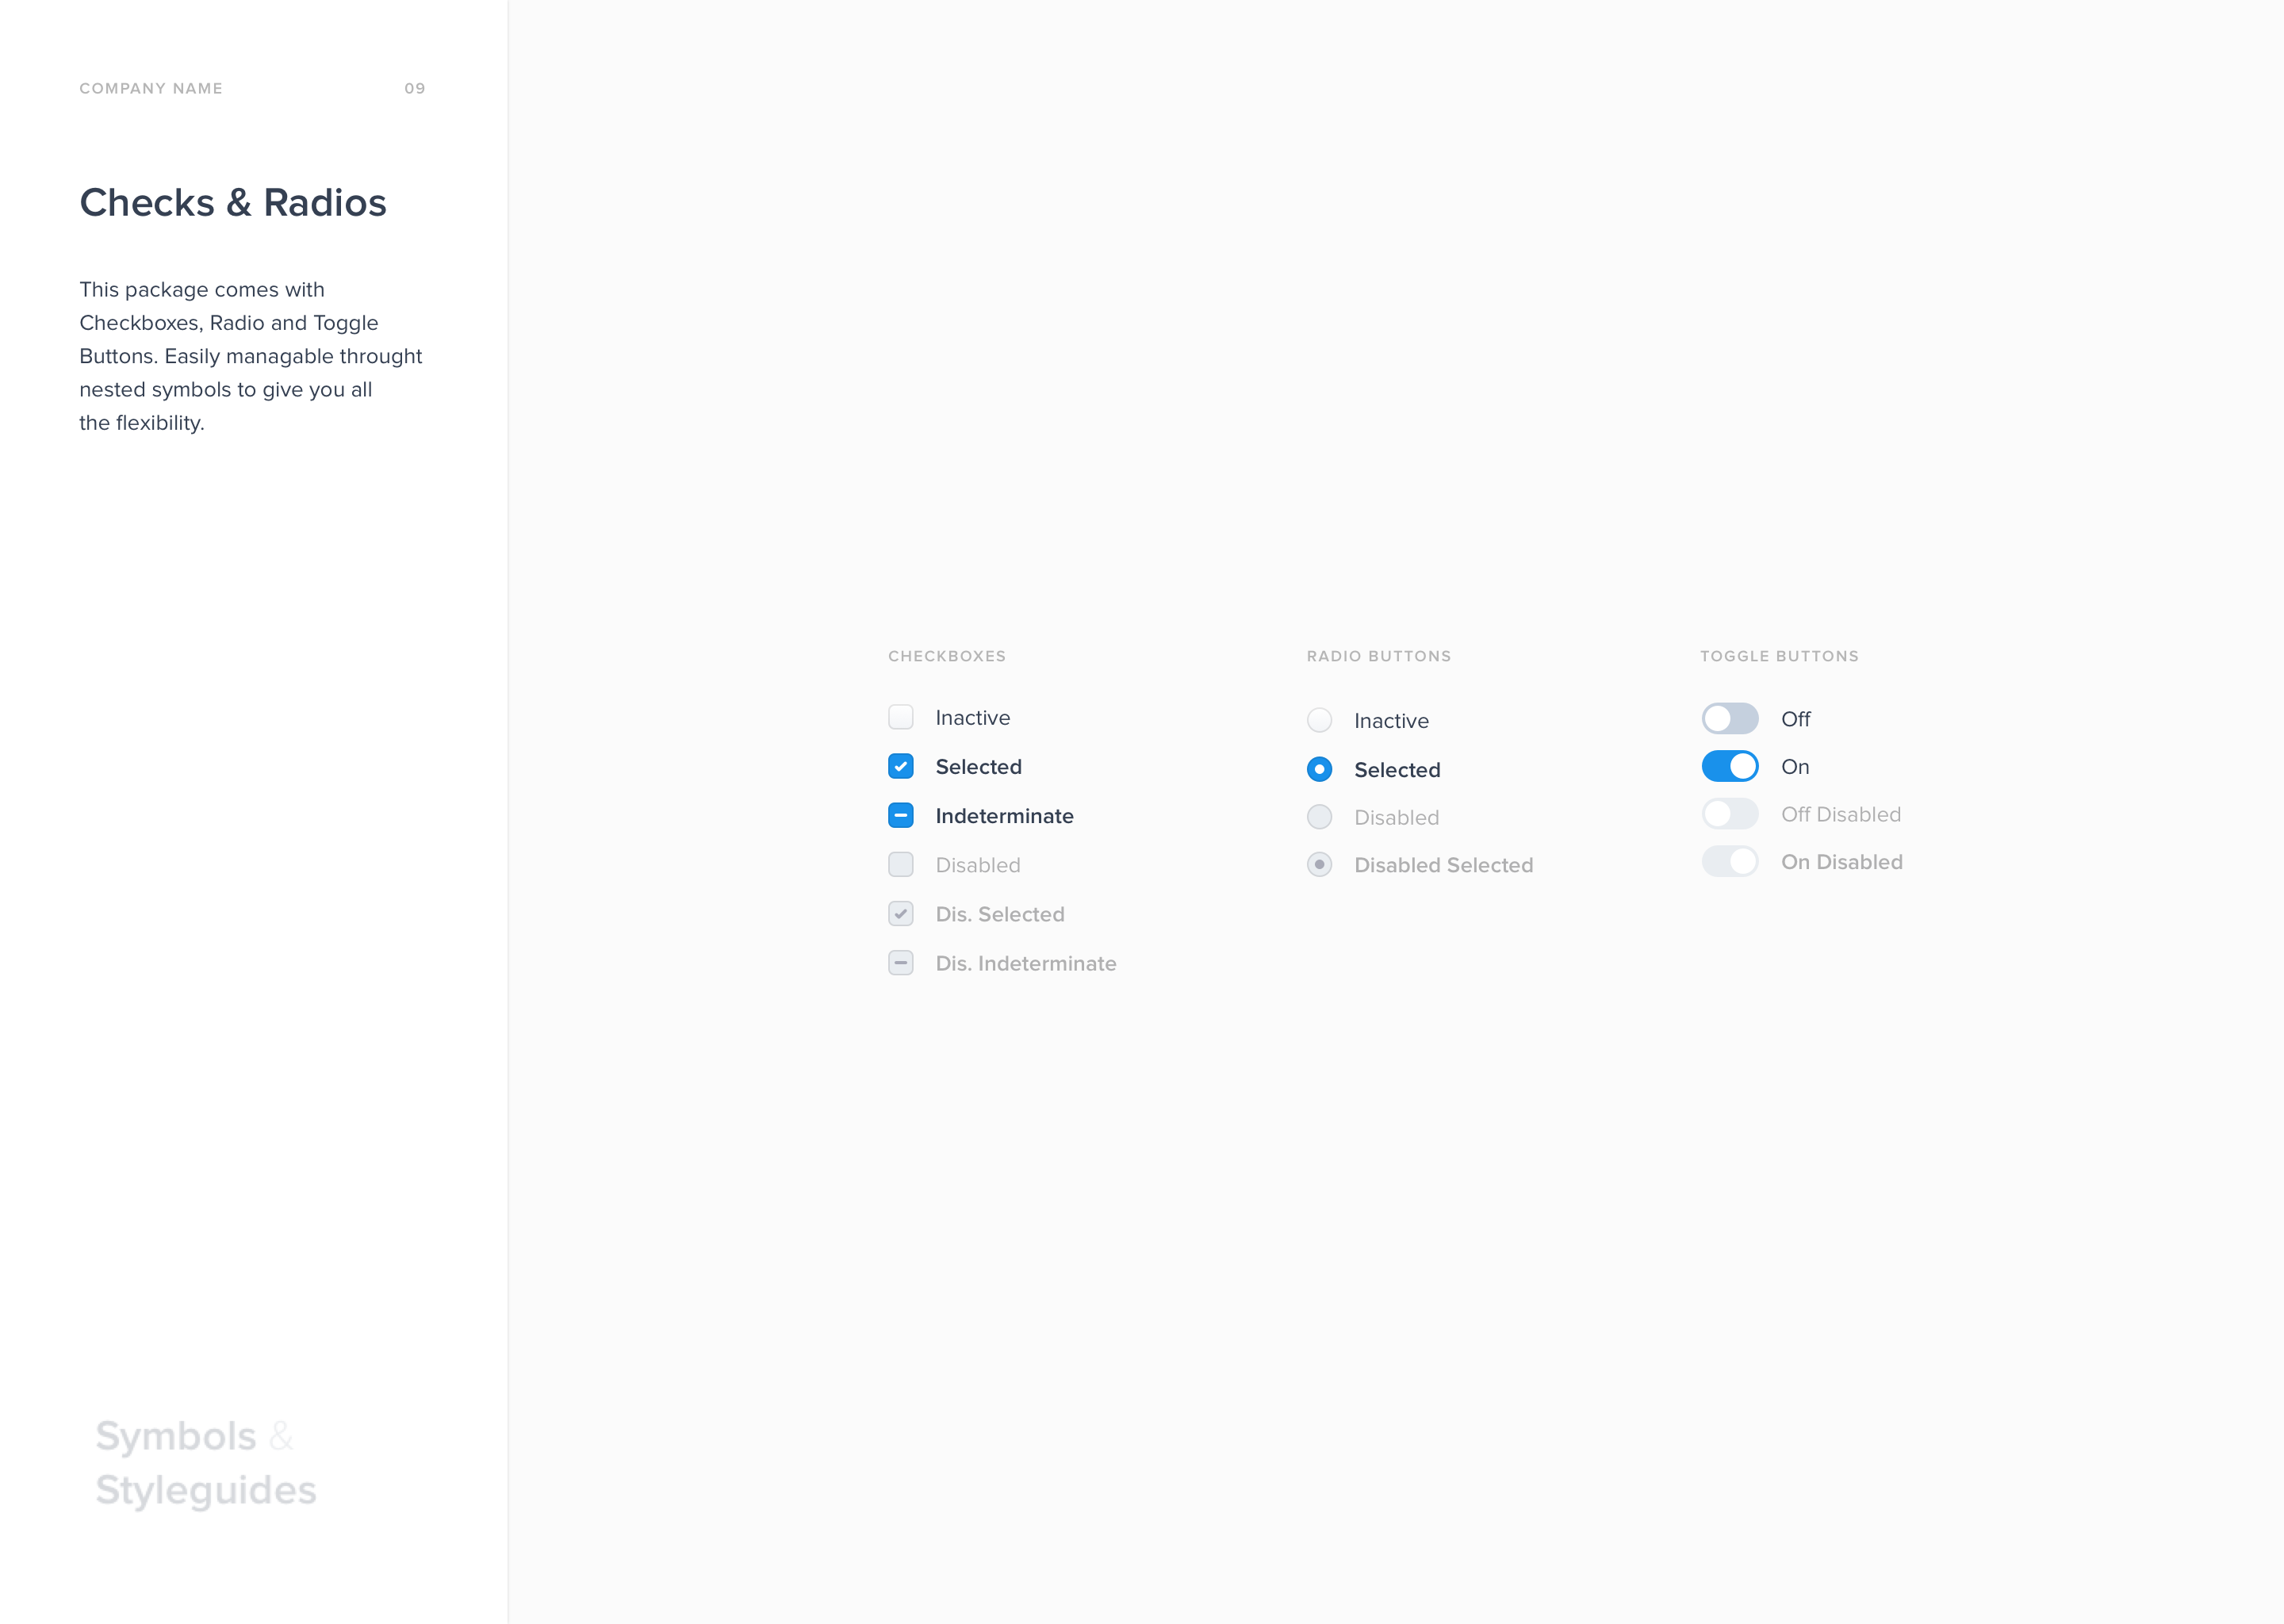 COMPANY NAME 09
Checks & Radios
This package comes with
Checkboxes, Radio and Toggle
Buttons. Easily managable throught
nested symbols to give you all
the flexibility.
CHECKBOXES
Inactive
Selected
Indeterminate
Disabled
Dis. Selected
Dis. Indeterminate
RADIO BUTTONS
Inactive
Selected
Disabled
Disabled Selected
TOGGLE BUTTONS
Off
On
Off Disabled
On Disabled
Symbols &
Styleguides